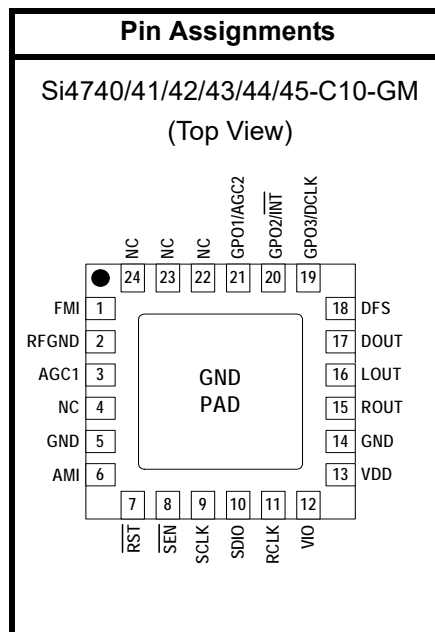 Pin Assignments
Si4740/41/42/43/44/45-C10-GM
(Top View)
NC
NC
NC
GPO1/AGC2
GPO2/INT
GPO3/DCLK
24
23
22
21
20
19
FMI 1
RFGND 2
AGC1 3
NC 4
GND 5
AMI 6
GND
PAD
18 DFS
17 DOUT
16 LOUT
15 ROUT
14 GND
13 VDD
7
8
9
10
11
12
RST
SEN
SCLK
SDIO
RCLK
VIO